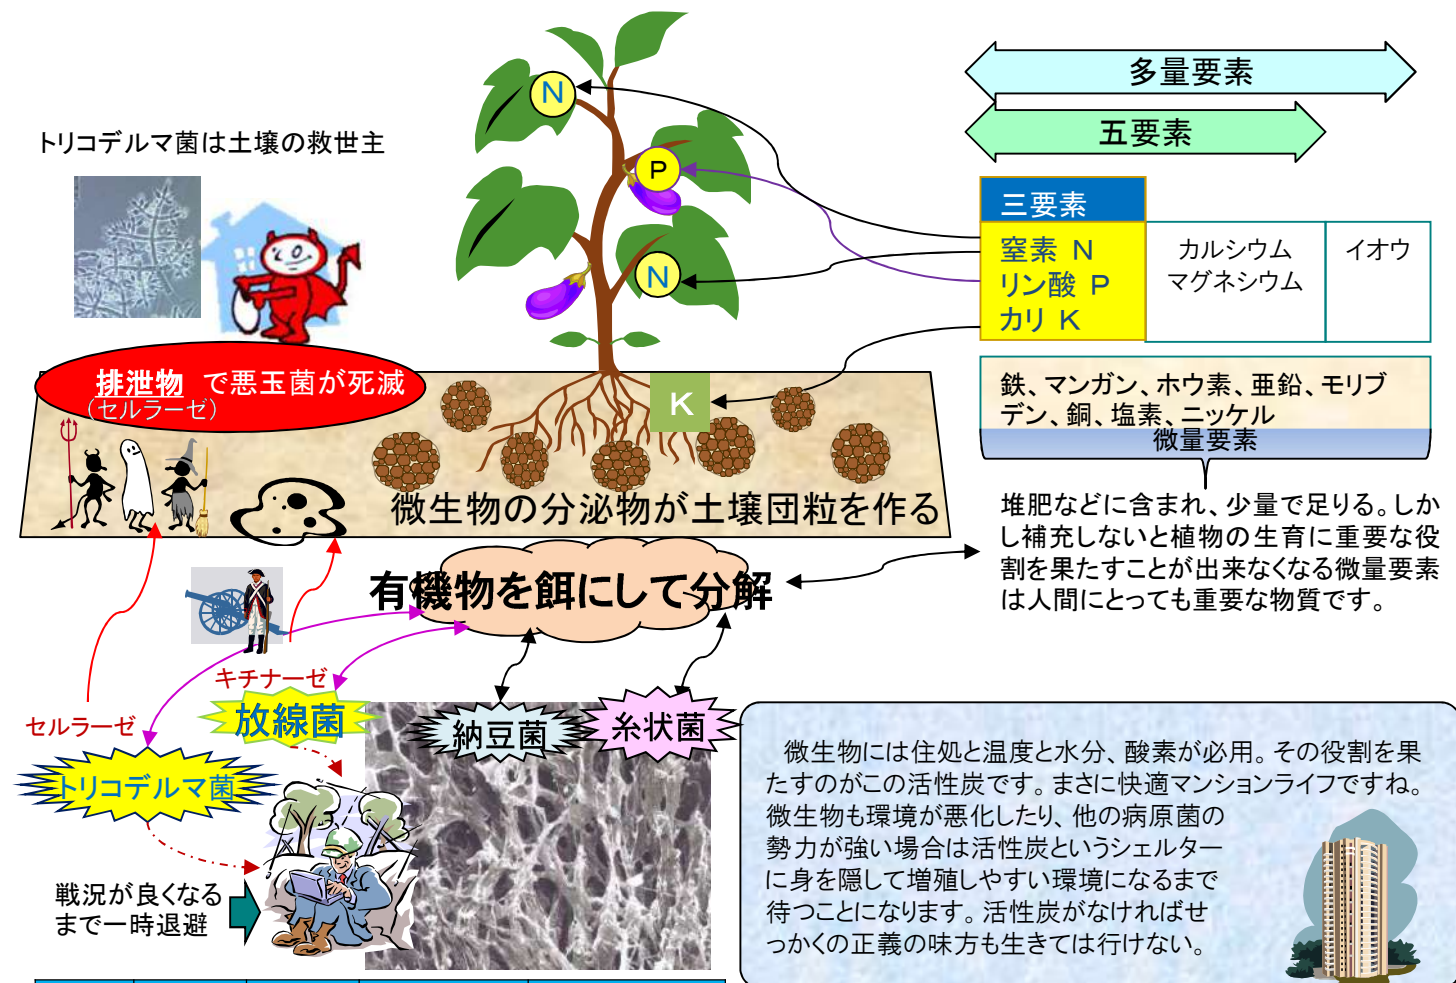 多量要素
五要素
トリコデルマ菌は土壌の救世主
N
P
N
K
三要素
窒素 N
リン酸 P
カリ K
カルシウム
マグネシウム
イオウ
鉄、マンガン、ホウ素、亜鉛、モリブ
デン、銅、塩素、ニッケル
微量要素
排泄物 で悪玉菌が死滅
(セルラーゼ)
微生物の分泌物が土壌団粒を作る
堆肥などに含まれ、少量で足りる。しか
し補充しないと植物の生育に重要な役
割を果たすことが出来なくなる微量要素
は人間にとっても重要な物質です。
有機物を餌にして分解
キチナーゼ
セルラーゼ
放線菌
納豆菌
糸状菌
トリコデルマ菌
戦況が良くなる
まで一時退避
微生物には住処と温度と水分、酸素が必用。その役割を果
たすのがこの活性炭です。まさに快適マンションライフですね。
微生物も環境が悪化したり、他の病原菌の
勢力が強い場合は活性炭というシェルター
に身を隠して増殖しやすい環境になるまで
待つことになります。活性炭がなければせ
っかくの正義の味方も生きては行けない。